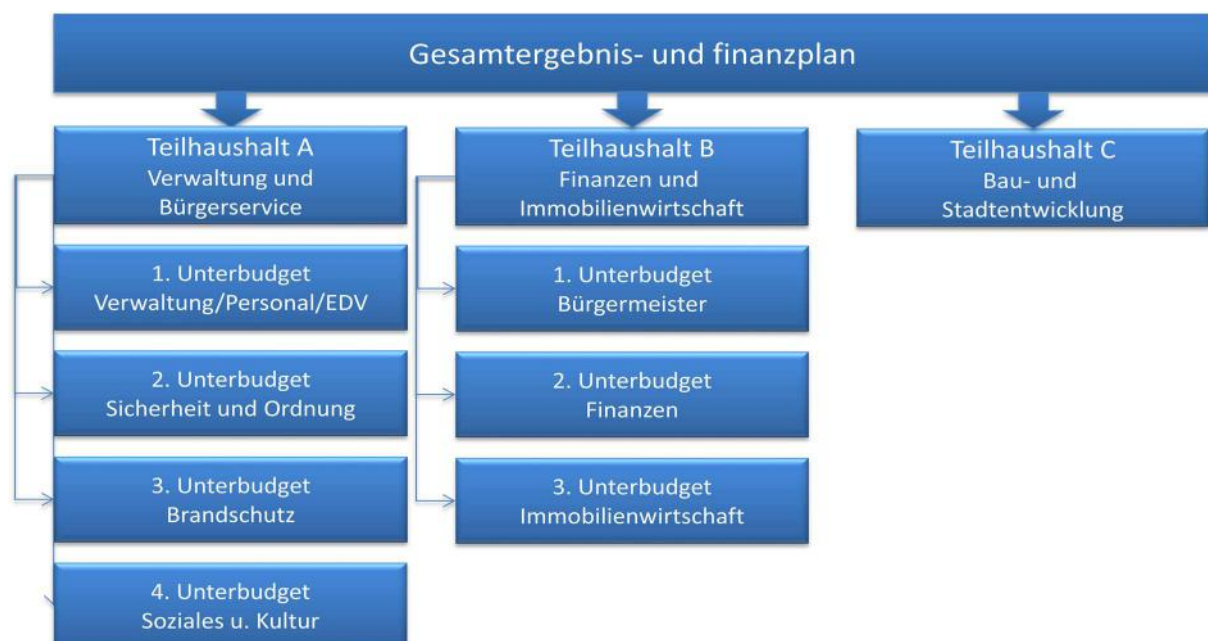 Gesamtergebnis- und finanzplan
Teilhaushalt A
Verwaltung und
Bürgerservice
1. Unterbudget
Verwaltung/Personal/EDV
2. Unterbudget
Sicherheit und Ordnung
3. Unterbudget
Brandschutz
4. Unterbudget
Soziales u. Kultur
Teilhaushalt B
Finanzen und
Immobilienwirtschaft
1. Unterbudget
Bürgermeister
2. Unterbudget
Finanzen
3. Unterbudget
Immobilienwirtschaft
Teilhaushalt C
Bau- und
Stadtentwicklung